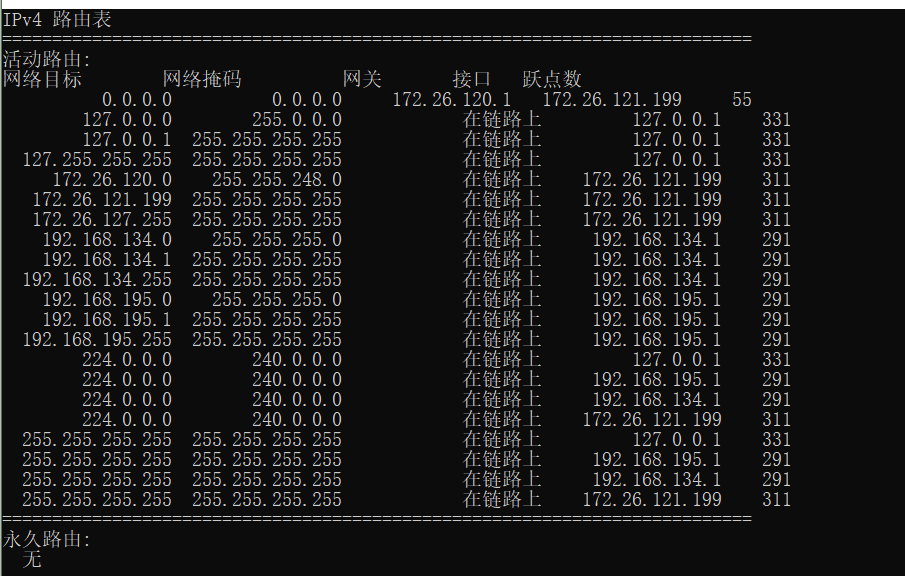 IPv4 路由表
===========================================================================
活动路由:
网络目标        网络掩码          网关       接口   跃点数
          0.0.0.0          0.0.0.0     172.26.120.1   172.26.121.199     55
        127.0.0.0        255.0.0.0            在链路上         127.0.0.1    331
        127.0.0.1  255.255.255.255            在链路上         127.0.0.1    331
  127.255.255.255  255.255.255.255            在链路上         127.0.0.1    331
     172.26.120.0    255.255.248.0            在链路上    172.26.121.199    311
   172.26.121.199  255.255.255.255            在链路上    172.26.121.199    311
   172.26.127.255  255.255.255.255            在链路上    172.26.121.199    311
    192.168.134.0    255.255.255.0            在链路上     192.168.134.1    291
    192.168.134.1  255.255.255.255            在链路上     192.168.134.1    291
  192.168.134.255  255.255.255.255            在链路上     192.168.134.1    291
    192.168.195.0    255.255.255.0            在链路上     192.168.195.1    291
    192.168.195.1  255.255.255.255            在链路上     192.168.195.1    291
  192.168.195.255  255.255.255.255            在链路上     192.168.195.1    291
        224.0.0.0        240.0.0.0            在链路上         127.0.0.1    331
        224.0.0.0        240.0.0.0            在链路上     192.168.195.1    291
        224.0.0.0        240.0.0.0            在链路上     192.168.134.1    291
        224.0.0.0        240.0.0.0            在链路上    172.26.121.199    311
  255.255.255.255  255.255.255.255            在链路上         127.0.0.1    331
  255.255.255.255  255.255.255.255            在链路上     192.168.195.1    291
  255.255.255.255  255.255.255.255            在链路上     192.168.134.1    291
  255.255.255.255  255.255.255.255            在链路上    172.26.121.199    311
===========================================================================
永久路由:
  无